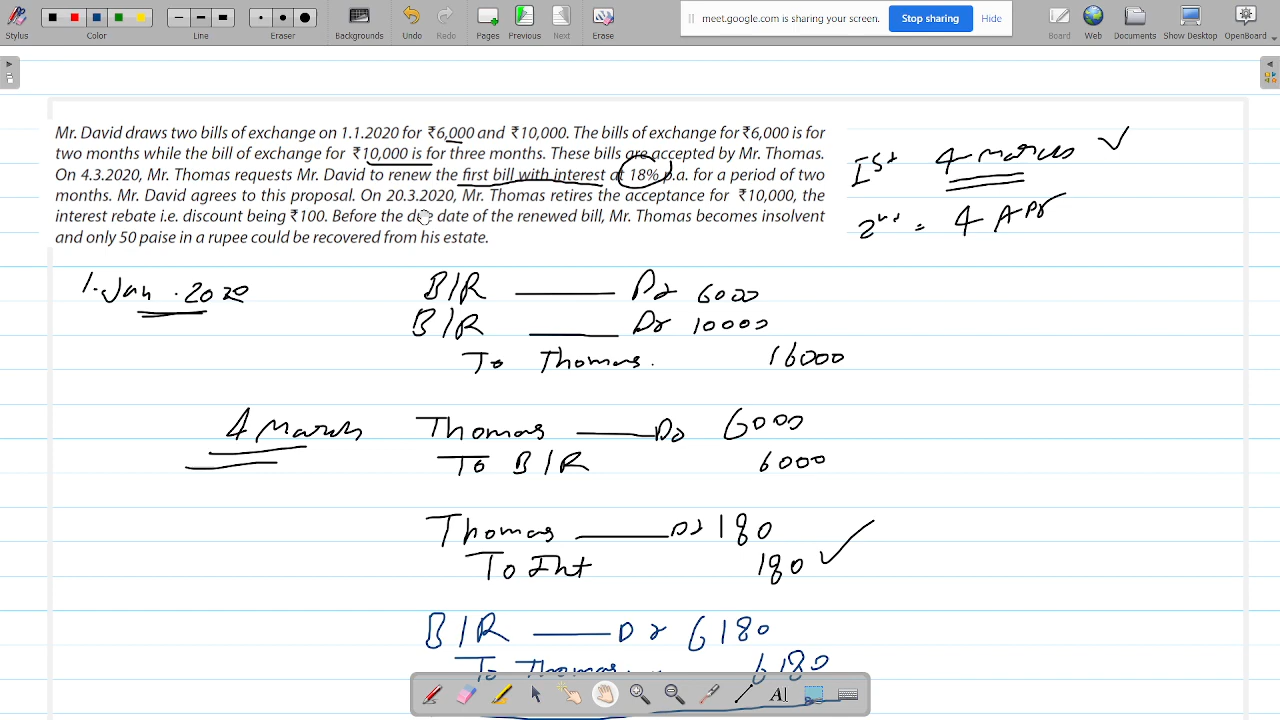 Stylus
Color
Line
Eraser
Backgrounds
Undo
Redo
Pages
Previous
Next
Erase
meet.google.com is sharing your screen.
Stop sharing
Hide
Board
Web
Documents
Show Desktop
OpenBoard
Mr. David draws two bills of exchange on 1.1.2020 for ₹6,000 and ₹10,000. The bills of exchange for ₹6,000 is for
two months while the bill of exchange for ₹10,000 is for three months. These bills are accepted by Mr. Thomas.
On 4.3.2020, Mr. Thomas requests Mr. David to renew the first bill with interest at 18% p.a. for a period of two
months. Mr. David agrees to this proposal. On 20.3.2020, Mr. Thomas retires the acceptance for ₹10,000, the
interest rebate i.e. discount being ₹100. Before the due date of the renewed bill, Mr. Thomas becomes insolvent
and only 50 paise in a rupee could be recovered from his estate.
Ist 4 March
2nd = 4 Apr
1. Jan . 2020
B/R Dr 6000
B/R Dr 10000
To Thomas. 16000
4 March Thomas Dr 6000
To B/R 6000
Thomas Dr 180
To Int 180
B/R Dr 6180
To Thomas 6180
AI